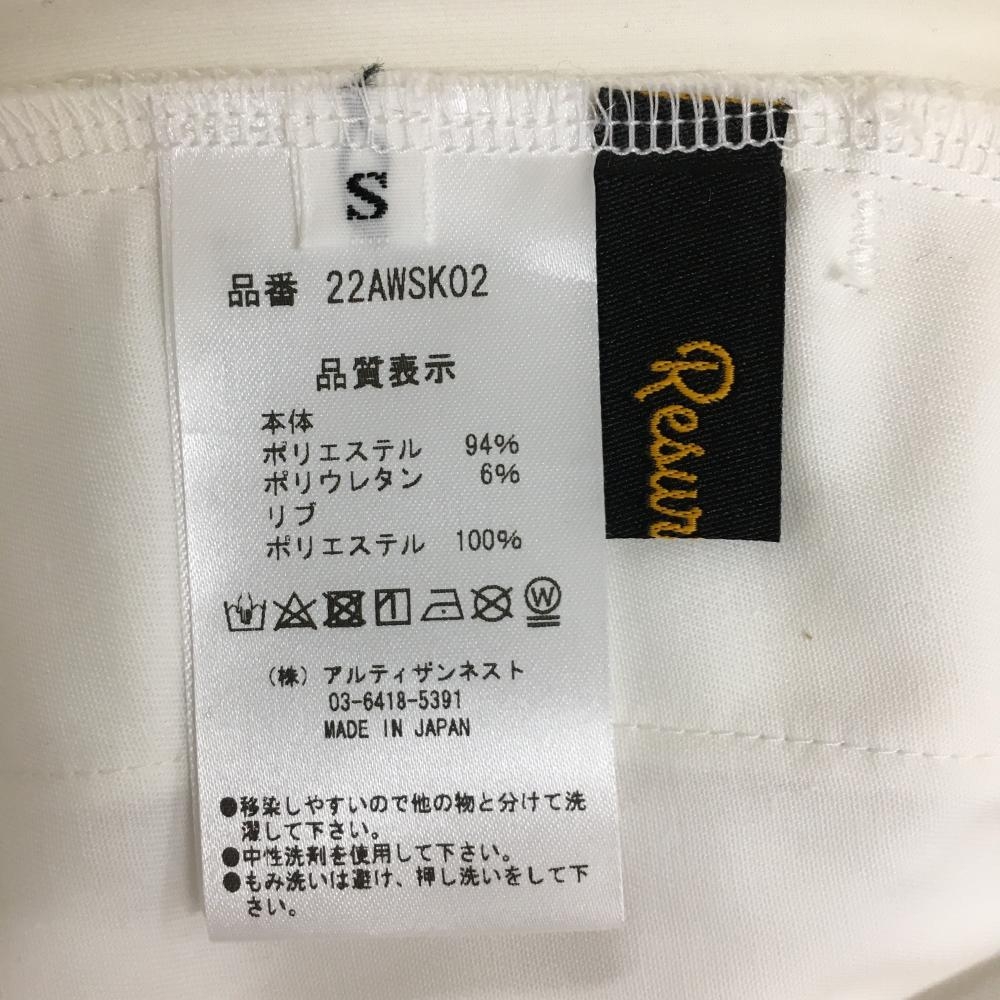 S
品番 22AWSK02
品質表示
本体
ポリエステル 94%
ポリウレタン 6%
リブ
ポリエステル 100%
W
(株) アルティザンネスト
03-6418-5391
MADE IN JAPAN
●移染しやすいので他の物と分けて洗
濯して下さい。
●中性洗剤を使用して下さい。
●もみ洗いは避け、押し洗いをして下
さい。
Resur